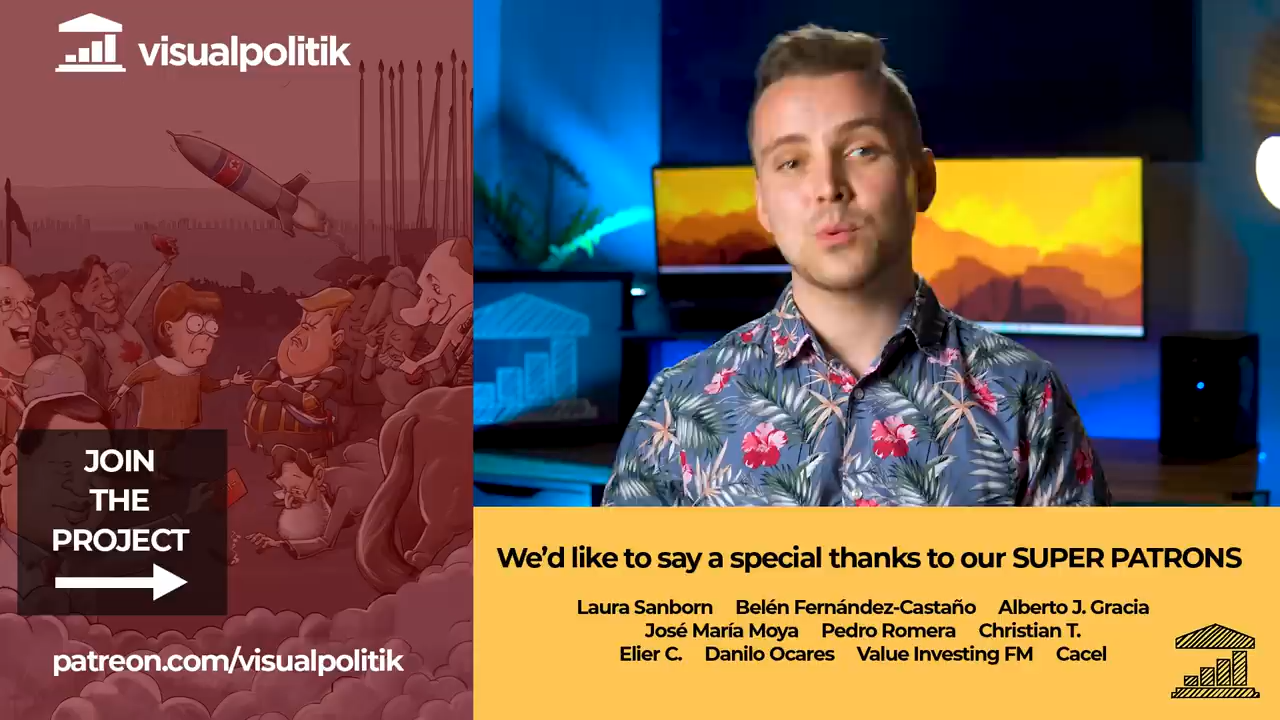 visualpolitik
JOIN
THE
PROJECT
patreon.com/visualpolitik
We’d like to say a special thanks to our SUPER PATRONS
Laura Sanborn Belén Fernández-Castaño Alberto J. Gracia
José María Moya Pedro Romera Christian T.
Elier C. Danilo Ocares Value Investing FM Cacel